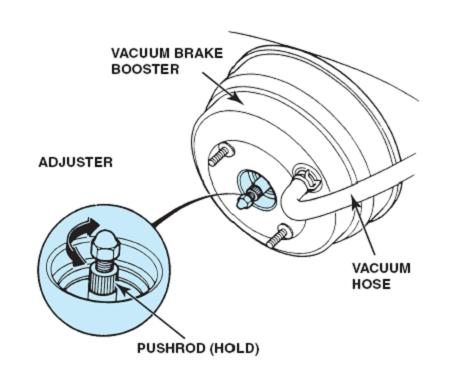 VACUUM BRAKE
BOOSTER
ADJUSTER
VACUUM
HOSE
PUSHROD (HOLD)